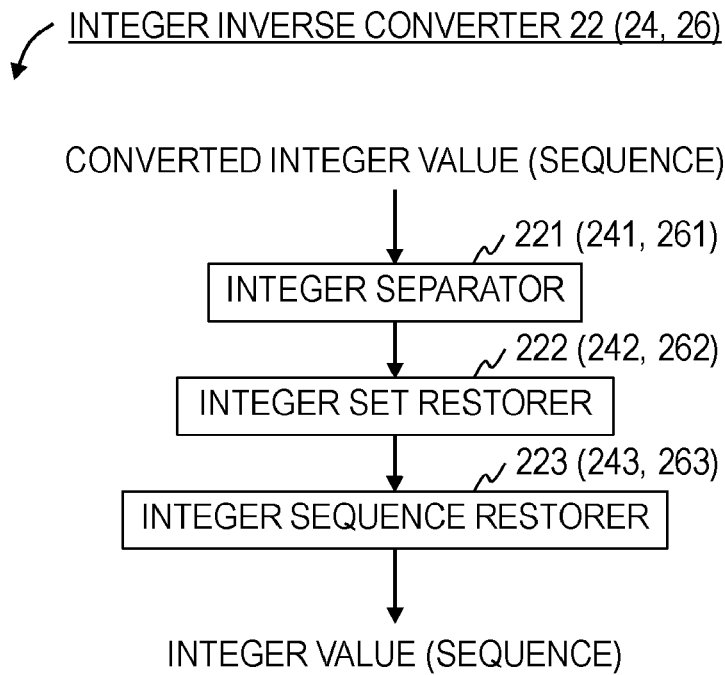 INTEGER INVERSE CONVERTER 22 (24, 26)
CONVERTED INTEGER VALUE (SEQUENCE)
221 (241, 261)
INTEGER SEPARATOR
222 (242, 262)
INTEGER SET RESTORER
223 (243, 263)
INTEGER SEQUENCE RESTORER
INTEGER VALUE (SEQUENCE)